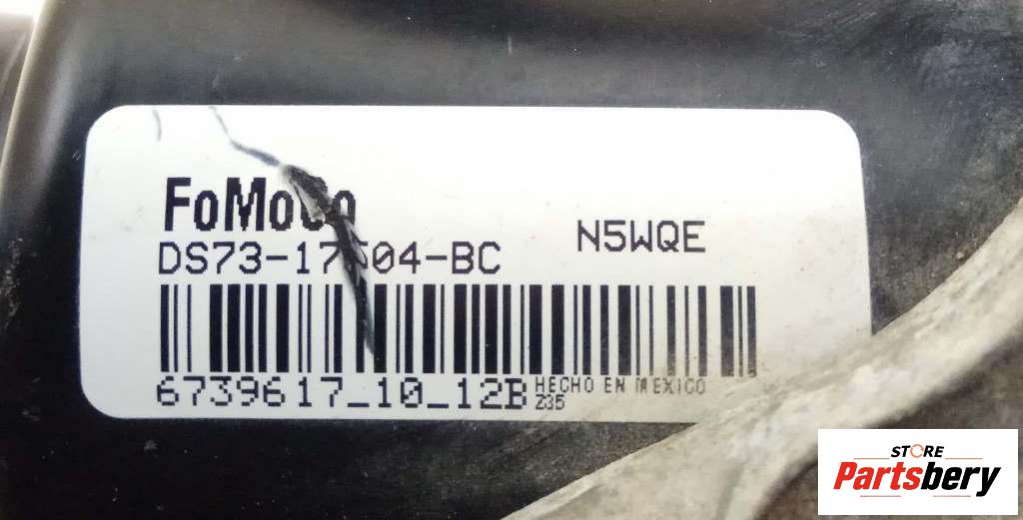 FoMoCo
N5WQE
6739617_10_12B
HECHO EN MEXICO
Z35
STORE
Partsbery